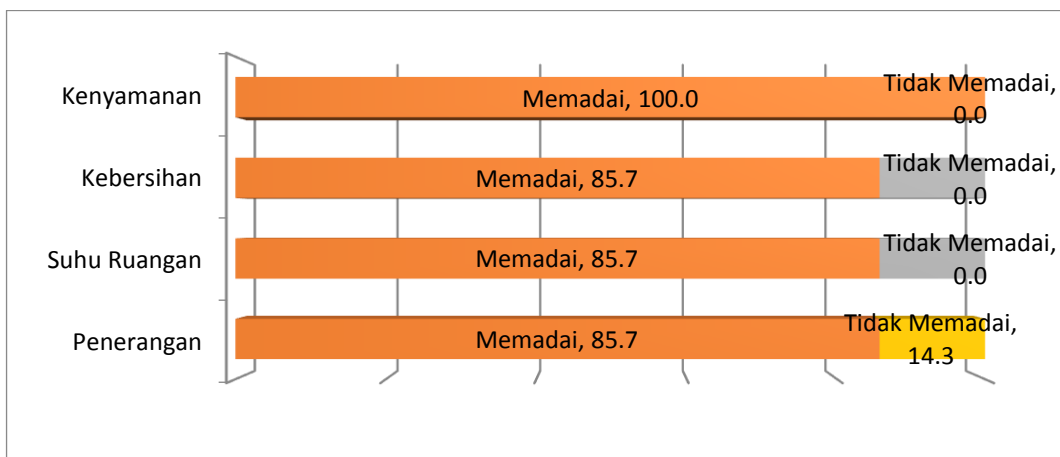 Kenyamanan
Memadai, 100.0
Tidak Memadai,
0.0
Kebersihan
Memadai, 85.7
Tidak Memadai,
0.0
Suhu Ruangan
Memadai, 85.7
Tidak Memadai,
0.0
Penerangan
Memadai, 85.7
Tidak Memadai,
14.3